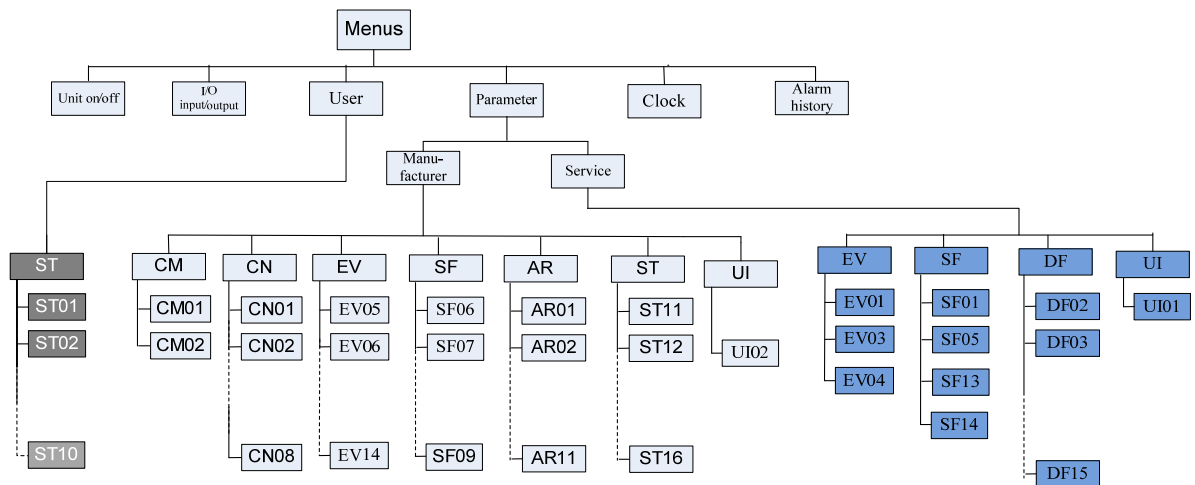 Menus
Unit on/off
I/O
input/output
User
Parameter
Clock
Alarm
history
Manu-
facturer
Service
ST
CM
CN
EV
SF
AR
ST
UI
EV
SF
DF
UI
ST01
CM01
CN01
EV05
SF06
AR01
ST11
EV01
SF01
DF02
UI01
ST02
CM02
CN02
EV06
SF07
AR02
ST12
UI02
EV03
SF05
DF03
EV04
SF13
SF14
ST10
CN08
EV14
SF09
AR11
ST16
DF15